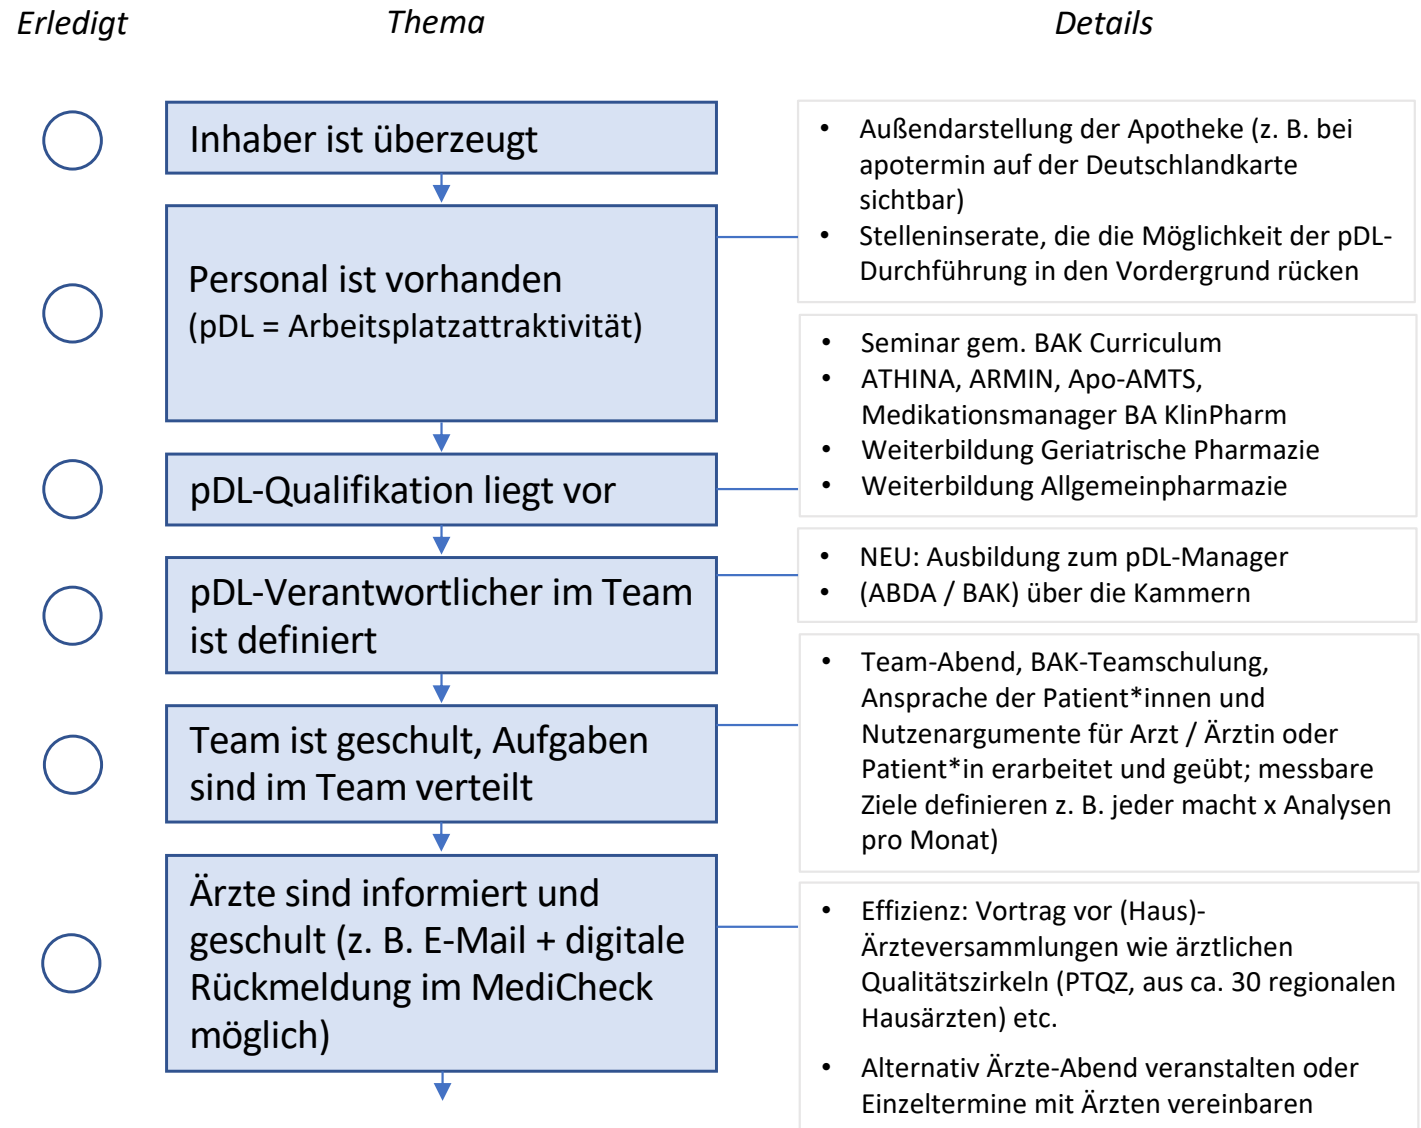 Erledigt
Thema
Details
Inhaber ist überzeugt
• Außendarstellung der Apotheke (z. B. bei
apotermin auf der Deutschlandkarte
sichtbar)
• Stelleninserate, die die Möglichkeit der pDL-
Durchführung in den Vordergrund rücken
Personal ist vorhanden
(pDL = Arbeitsplatzattraktivität)
• Seminar gem. BAK Curriculum
• ATHINA, ARMIN, Apo-AMTS,
Medikationsmanager BA KlinPharm
• Weiterbildung Geriatrische Pharmazie
• Weiterbildung Allgemeinpharmazie
pDL-Qualifikation liegt vor
• NEU: Ausbildung zum pDL-Manager
• (ABDA / BAK) über die Kammern
pDL-Verantwortlicher im Team
ist definiert
• Team-Abend, BAK-Teamschulung,
Ansprache der Patient*innen und
Nutzenargumente für Arzt / Ärztin oder
Patient*in erarbeitet und geübt; messbare
Ziele definieren z. B. jeder macht x Analysen
pro Monat)
Team ist geschult, Aufgaben
sind im Team verteilt
Ärzte sind informiert und
geschult (z. B. E-Mail + digitale
Rückmeldung im MediCheck
möglich)
• Effizienz: Vortrag vor (Haus)-
Ärzteversammlungen wie ärztlichen
Qualitätszirkeln (PTQZ, aus ca. 30 regionalen
Hausärzten) etc.
• Alternativ Ärzte-Abend veranstalten oder
Einzeltermine mit Ärzten vereinbaren